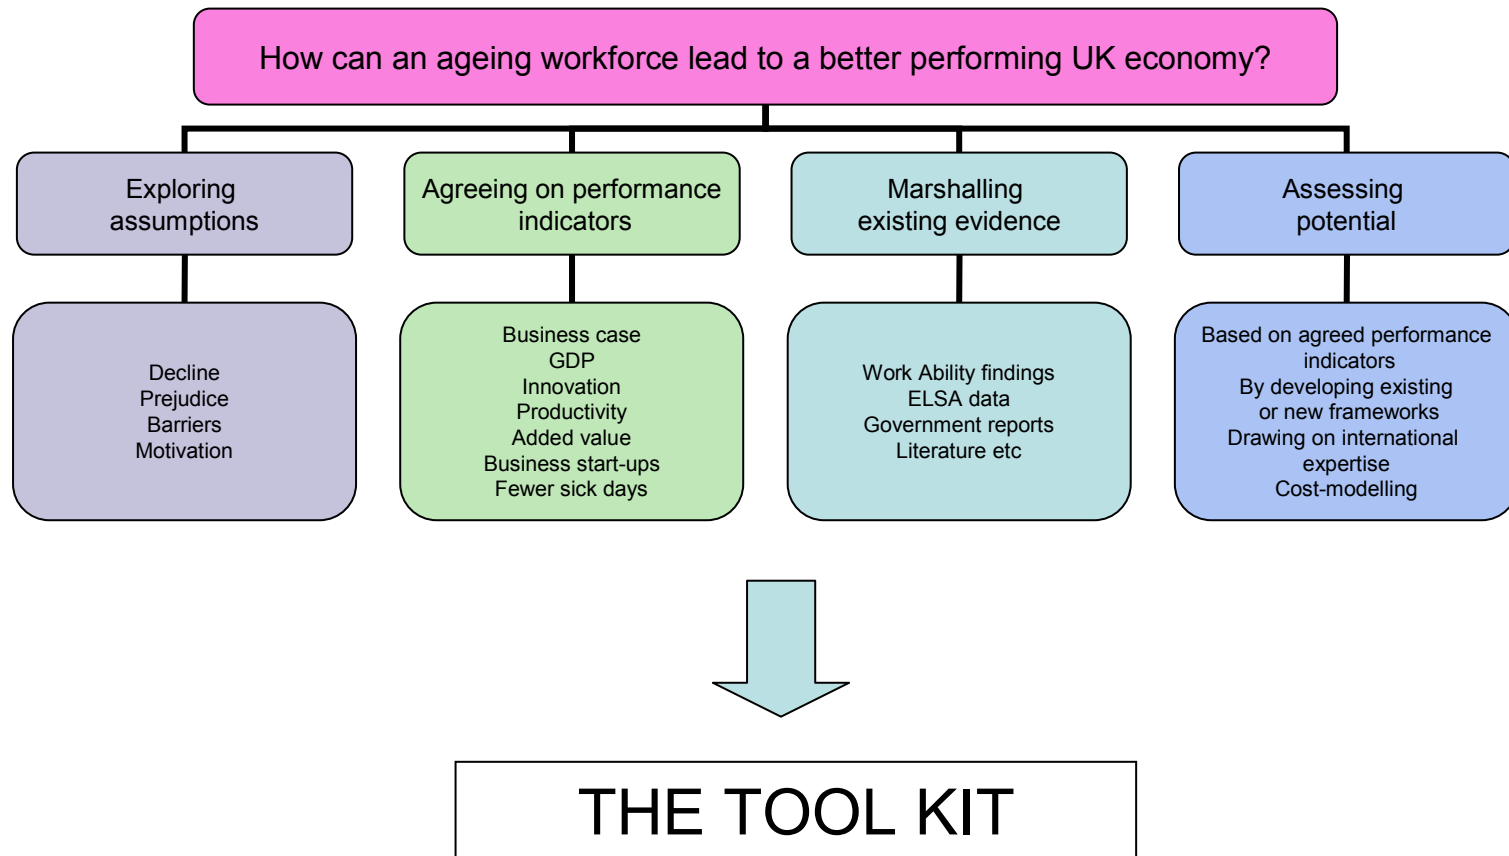 How can an ageing workforce lead to a better performing UK economy?
Exploring
assumptions
Agreeing on performance
indicators
Marshalling
existing evidence
Assessing
potential
Decline
Prejudice
Barriers
Motivation
Business case
GDP
Innovation
Productivity
Added value
Business start-ups
Fewer sick days
Work Ability findings
ELSA data
Government reports
Literature etc
Based on agreed performance
indicators
By developing existing
or new frameworks
Drawing on international
expertise
Cost-modelling
THE TOOL KIT